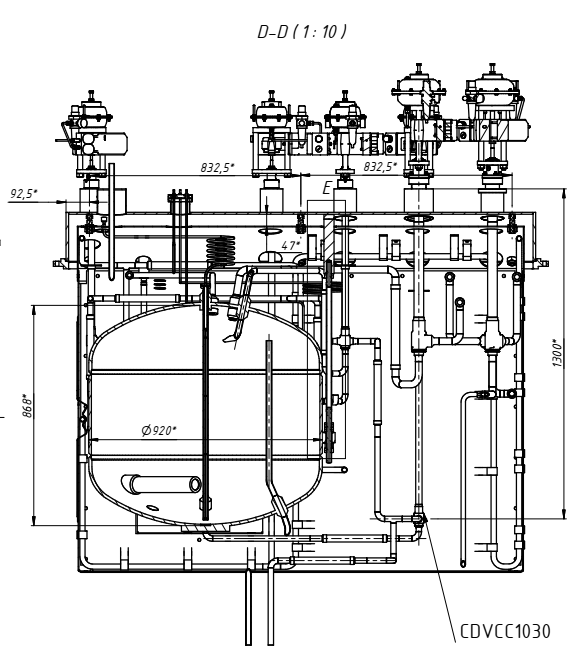 D-D ( 1 : 10 )
832,5*
832,5*
92,5*
E
47*
1300*
868*
Ø920*
CDVCC1030